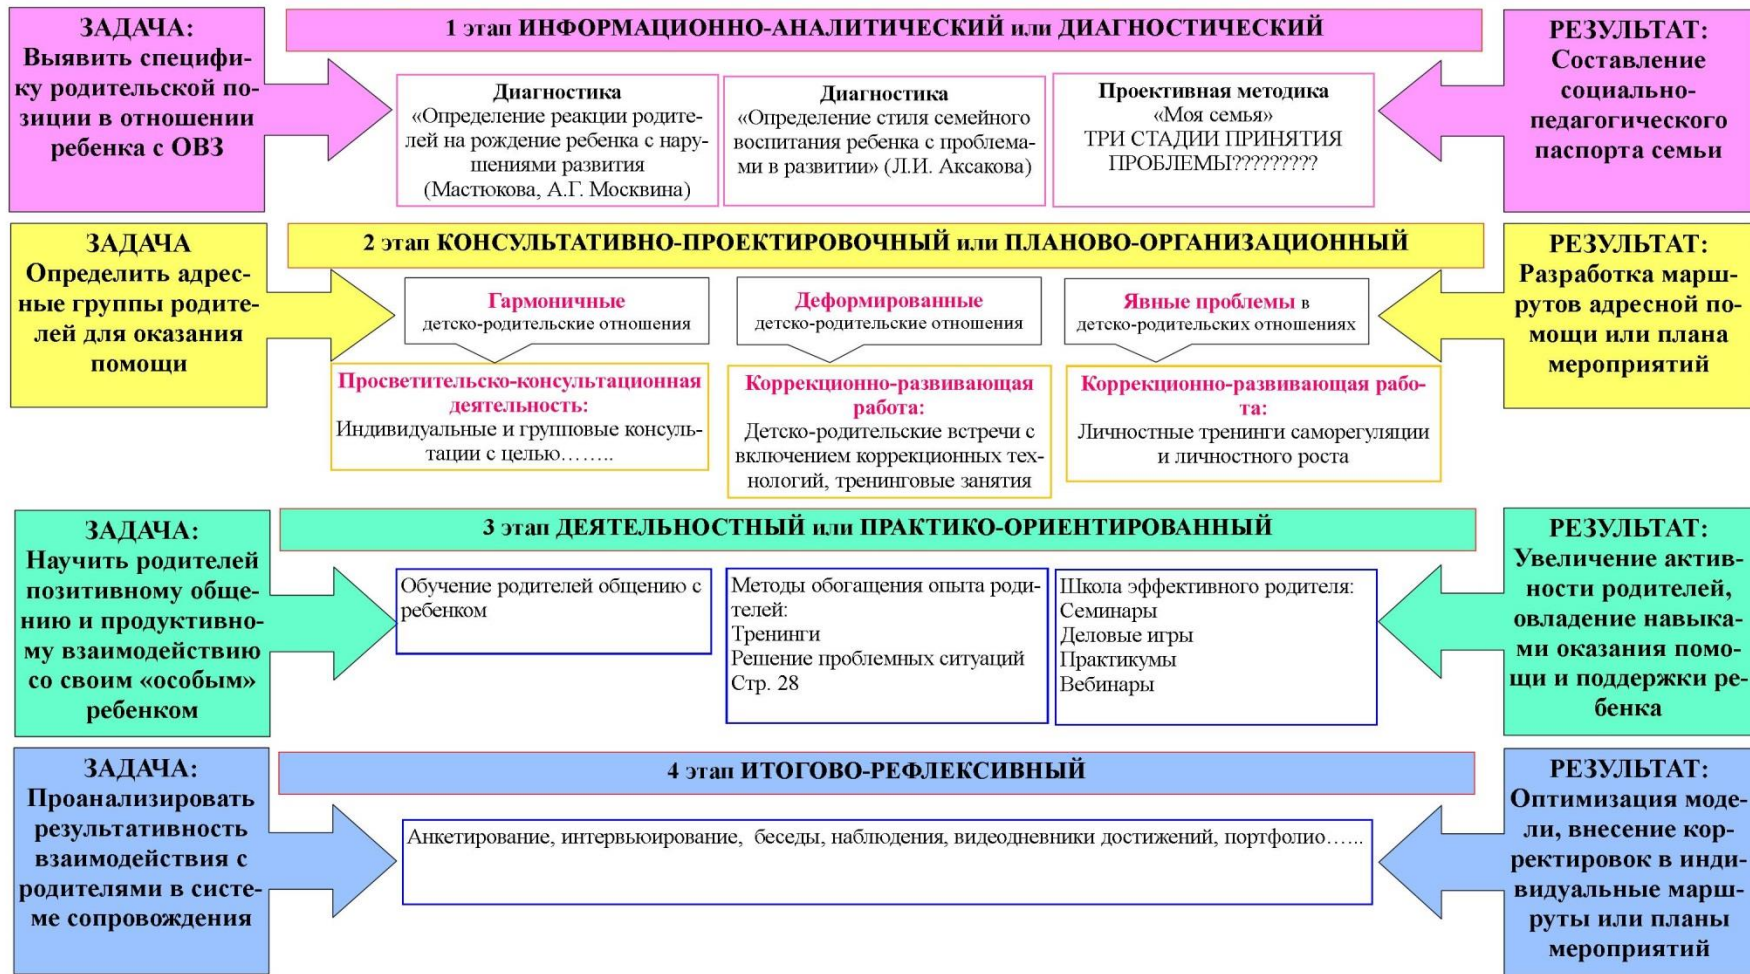 ЗАДАЧА:
Выявить специфи-
ку родительской по-
зиции в отношении
ребенка с ОВЗ
1 этап ИНФОРМАЦИОННО-АНАЛИТИЧЕСКИЙ или ДИАГНОСТИЧЕСКИЙ
Диагностика
«Определение реакции родите-
лей на рождение ребенка с нару-
шениями развития
(Мастюкова, А.Г. Москвина)
Диагностика
«Определение стиля семейного
воспитания ребенка с проблема-
ми в развитии» (Л.И. Аксакова)
Проективная методика
«Моя семья»
ТРИ СТАДИИ ПРИНЯТИЯ
ПРОБЛЕМЫ?????????
РЕЗУЛЬТАТ:
Составление
социально-
педагогического
паспорта семьи
ЗАДАЧА
Определить адрес-
ные группы родите-
лей для оказания
помощи
2 этап КОНСУЛЬТАТИВНО-ПРОЕКТИРОВОЧНЫЙ или ПЛАНОВО-ОРГАНИЗАЦИОННЫЙ
Гармоничные
детско-родительские отношения
Деформированные
детско-родительские отношения
Явные проблемы в
детско-родительских отношениях
Просветительско-консультационная
деятельность:
Индивидуальные и групповые консуль-
тации с целью……..
Коррекционно-развивающая
работа:
Детско-родительские встречи с
включением коррекционных тех-
нологий, тренинговые занятия
Коррекционно-развивающая рабо-
та:
Личностные тренинги саморегуляции
и личностного роста
РЕЗУЛЬТАТ:
Разработка марш-
рутов адресной по-
мощи или плана
мероприятий
ЗАДАЧА:
Научить родителей
позитивному обще-
нию и продуктивно-
му взаимодействию
со своим «особым»
ребенком
3 этап ДЕЯТЕЛЬНОСТНЫЙ или ПРАКТИКО-ОРИЕНТИРОВАННЫЙ
Обучение родителей общению с
ребенком
Методы обогащения опыта роди-
телей:
Тренинги
Решение проблемных ситуаций
Стр. 28
Школа эффективного родителя:
Семинары
Деловые игры
Практикумы
Вебинары
РЕЗУЛЬТАТ:
Увеличение актив-
ности родителей,
овладение навыка-
ми оказания помо-
щи и поддержки ре-
бенка
ЗАДАЧА:
Проанализировать
результативность
взаимодействия с
родителями в систе-
ме сопровождения
4 этап ИТОГОВО-РЕФЛЕКСИВНЫЙ
Анкетирование, интервьюирование, беседы, наблюдения, видеодневники достижений, портфолио…...
РЕЗУЛЬТАТ:
Оптимизация моде-
ли, внесение кор-
ректировок в инди-
видуальные марш-
руты или планы
мероприятий